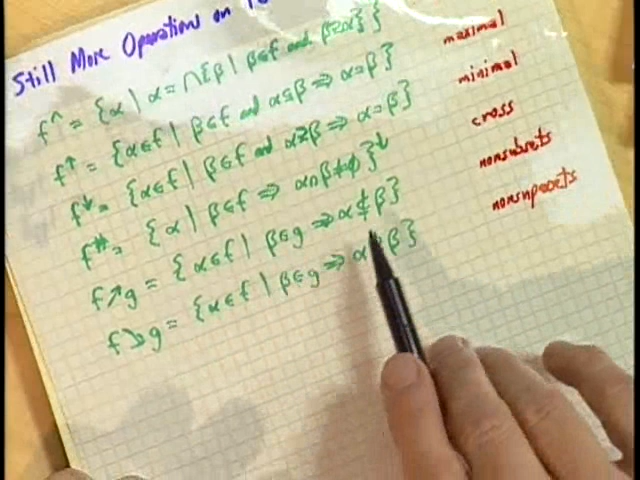 Still More Operations on
f^∩ = {α | α = ∩{β | β∈f and β⊇α}}
f^↑ = {α∈f | β∈f and α⊆β ⇒ α=β} maximal
f^↓ = {α∈f | β∈f and α⊇β ⇒ α=β} minimal
f^# = {α | β∈f ⇒ α∩β≠∅}^↓ cross
f↗g = {α∈f | β∈g ⇒ α⊈β} nonsubsets
f↘g = {α∈f | β∈g ⇒ α β} nonsupersets